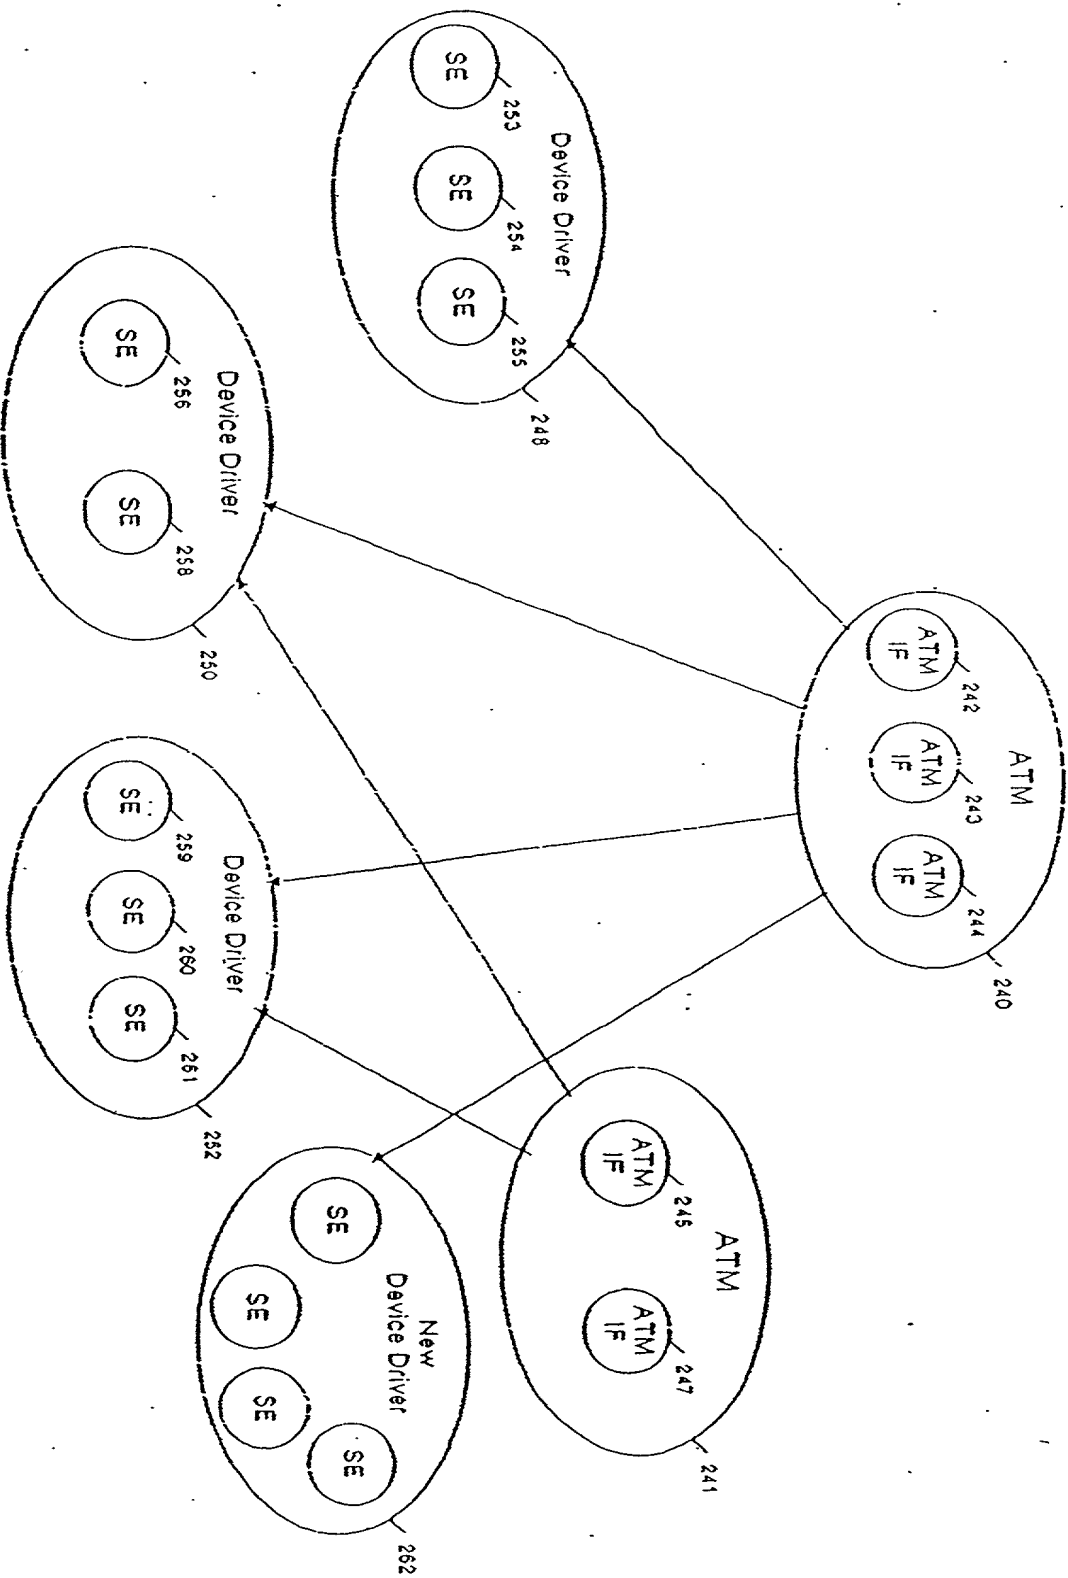 ATM
242
243
244
ATM
IF
ATM
IF
ATM
IF
240
ATM
245
247
ATM
IF
ATM
IF
241
Device Driver
253
254
255
SE
SE
SE
248
New
Device Driver
SE
SE
SE
SE
262
Device Driver
256
258
SE
SE
250
Device Driver
259
260
261
SE
SE
SE
252